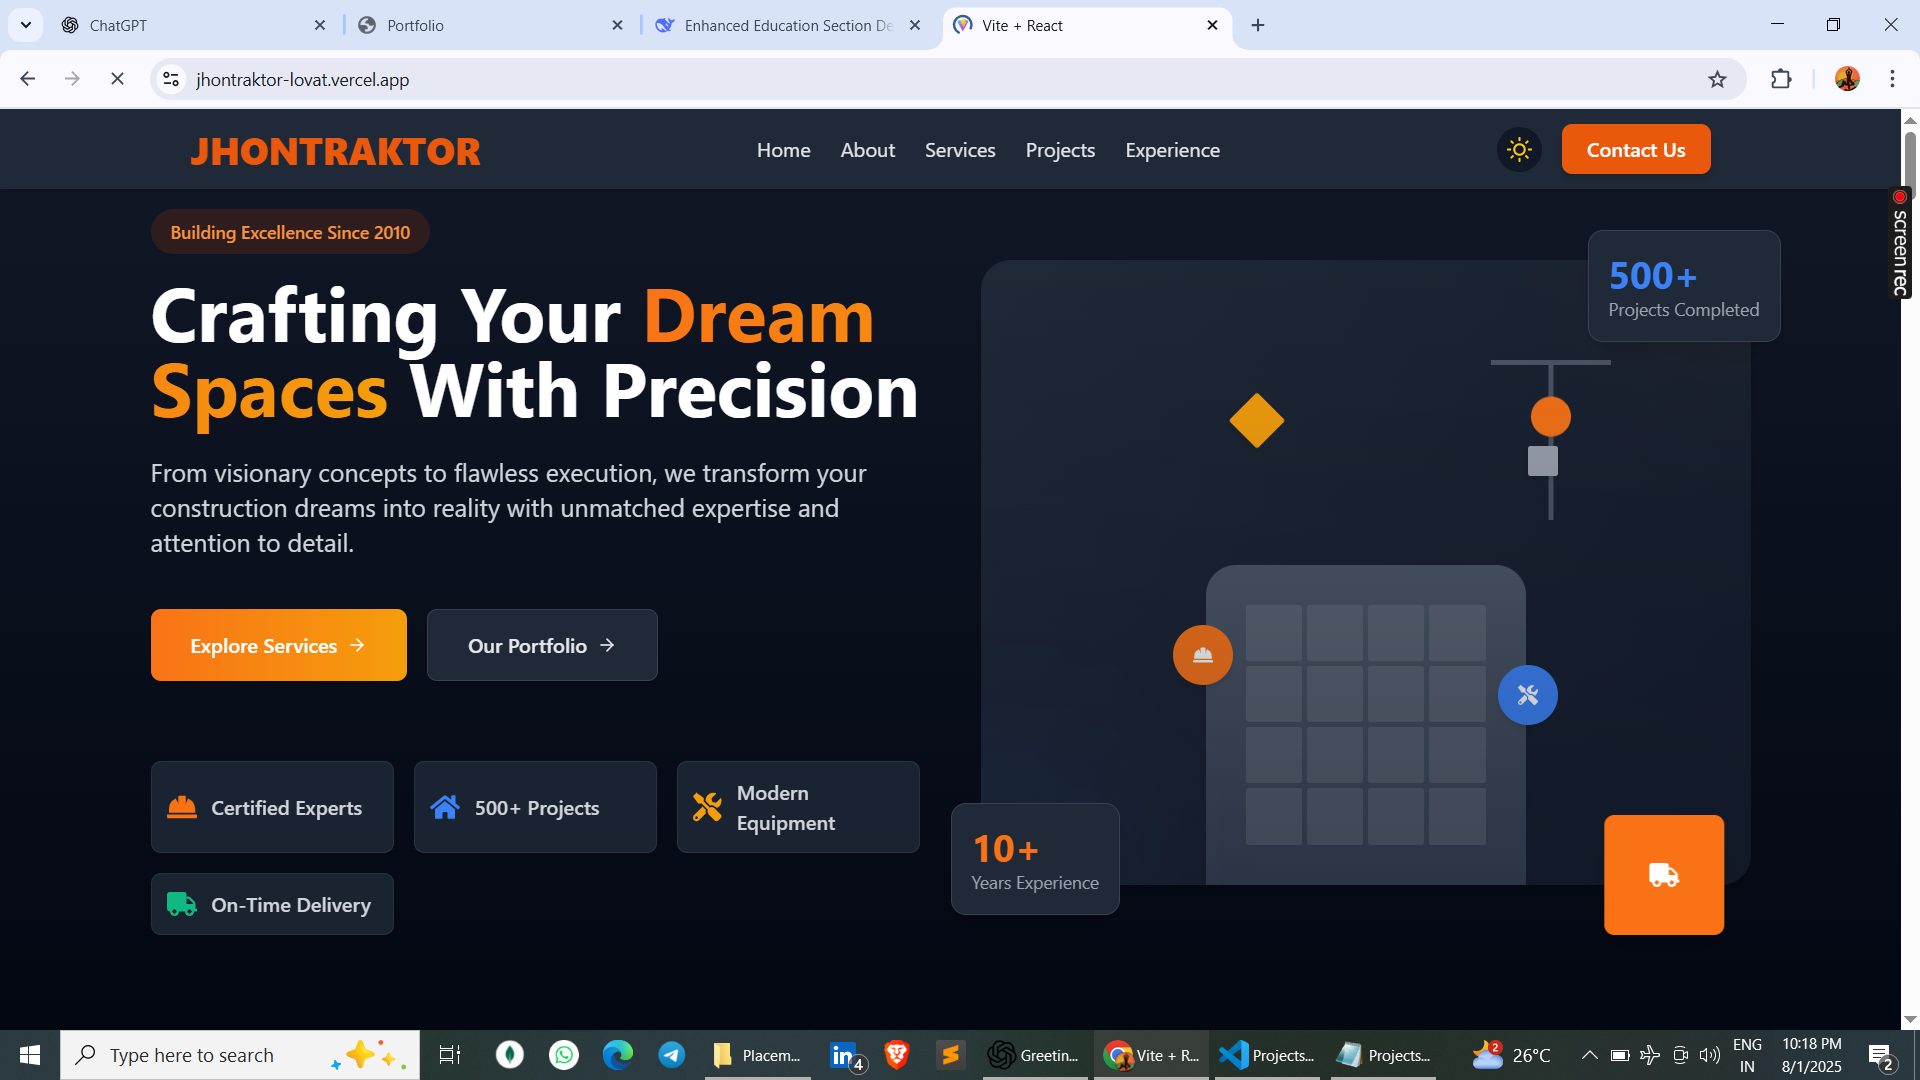 ChatGPT
Portfolio
Enhanced Education Section De
Vite + React
jhontraktor-lovat.vercel.app
JHONTRAKTOR
Home
About
Services
Projects
Experience
Contact Us
screenrec
Building Excellence Since 2010
Crafting Your Dream
Spaces With Precision
From visionary concepts to flawless execution, we transform your
construction dreams into reality with unmatched expertise and
attention to detail.
Explore Services
Our Portfolio
Certified Experts
500+ Projects
Modern
Equipment
On-Time Delivery
500+
Projects Completed
10+
Years Experience
Type here to search
Placem...
in
4
Greetin...
Vite + R...
Projects...
Projects...
2
26°C
ENG
IN
10:18 PM
8/1/2025
2